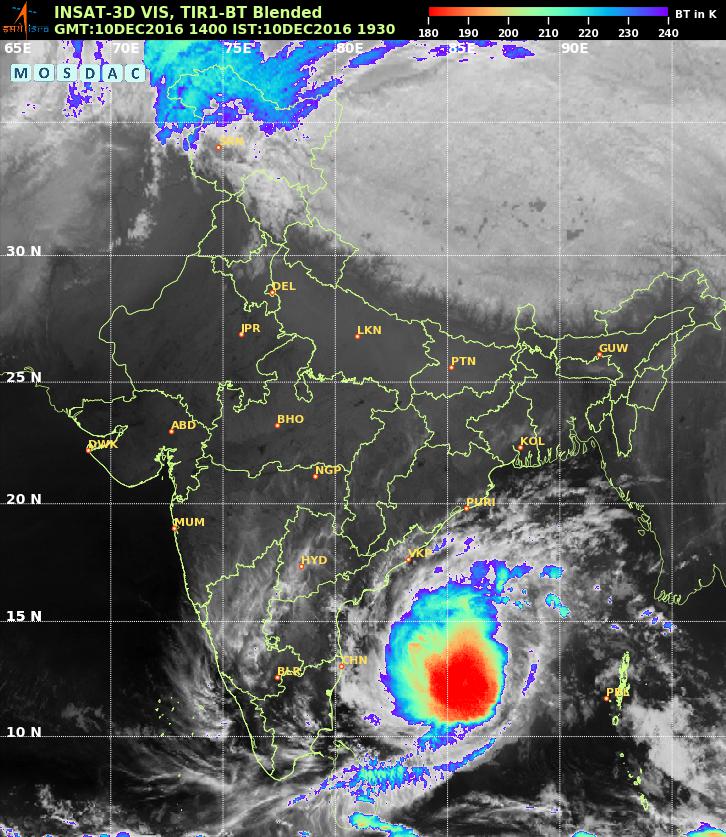 INSAT-3D VIS, TIR1-BT Blended
GMT:10DEC2016 1400 IST:10DEC2016 1930
BT in K
180 190 200 210 220 230 240
65E 70E 75E 80E 85E 90E
MOSDAC
SRN
30 N
DEL
JPR LKN
GUW
PTN
25 N
ABD BHO
DWK KOL
NGP
20 N
PURI
MUM
VKP
HYD
15 N
CHN
BLR
PBL
10 N